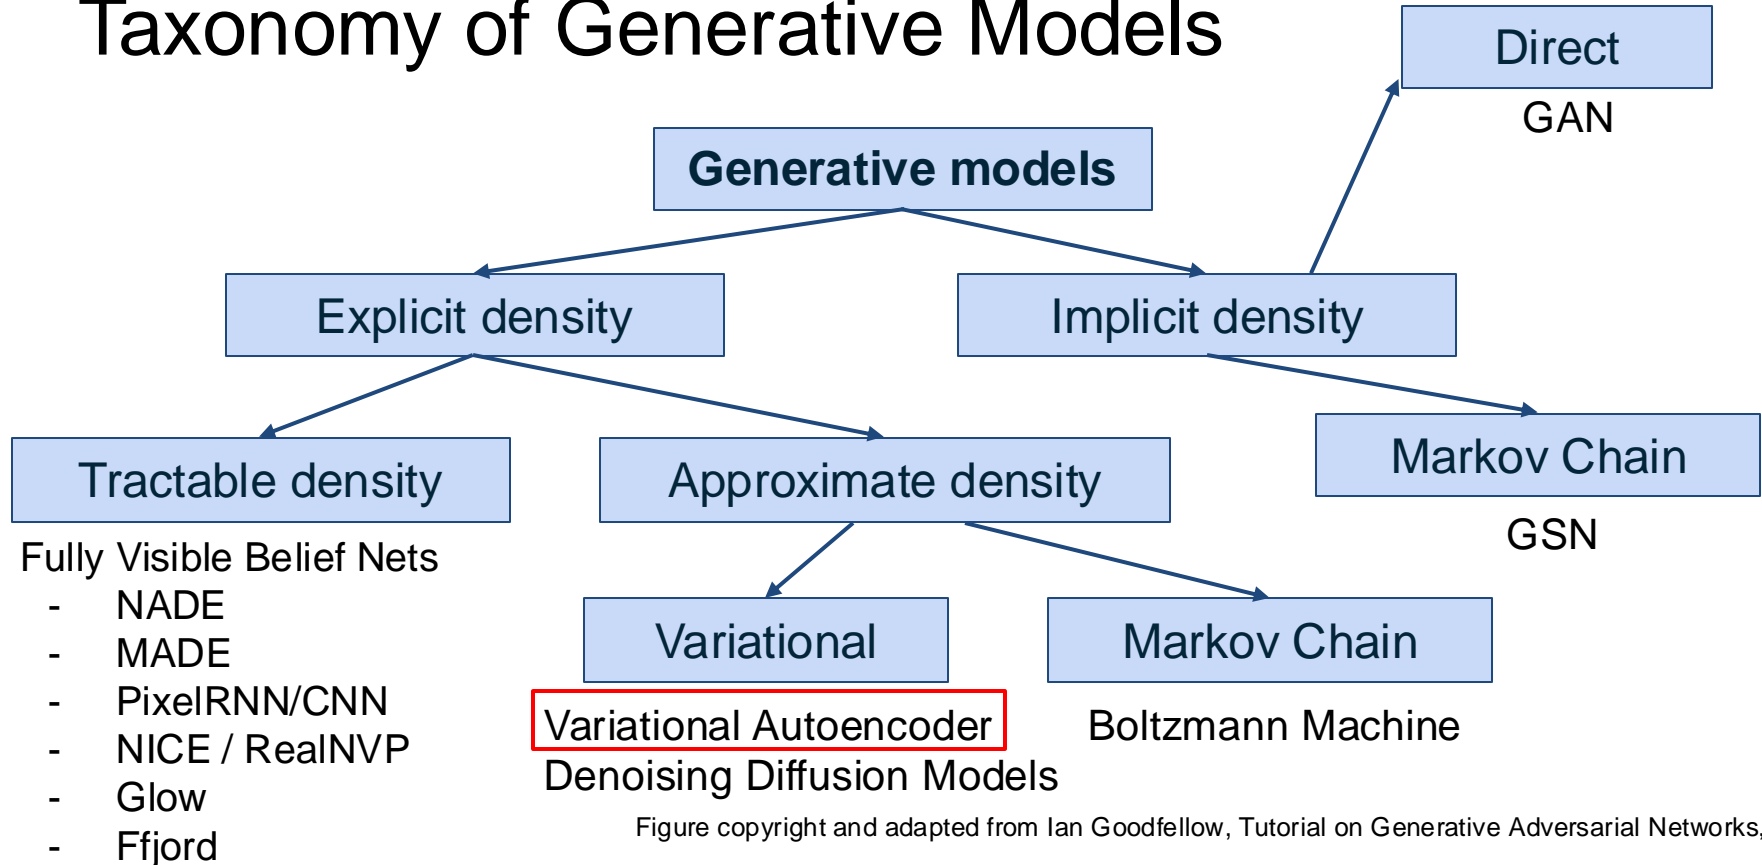 Taxonomy of Generative Models
Direct
GAN
Generative models
Explicit density
Implicit density
Tractable density
Approximate density
Markov Chain
GSN
Fully Visible Belief Nets
- NADE
- MADE
- PixelRNN/CNN
- NICE / RealNVP
- Glow
- Ffjord
Variational
Markov Chain
Variational Autoencoder
Denoising Diffusion Models
Boltzmann Machine
Figure copyright and adapted from Ian Goodfellow, Tutorial on Generative Adversarial Networks,